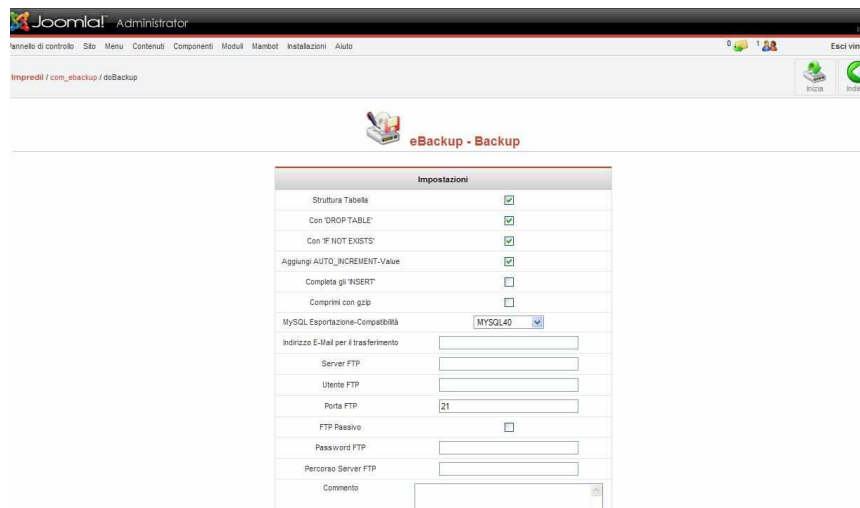 Joomla! Administrator
Pannello di controllo Sito Menu Contenuti Componenti Moduli Mambot Installazioni Aiuto 0 1 Esci vin
Impredil / com_ebackup / doBackup
Inizia Indie
eBackup - Backup
Impostazioni
Struttura Tabella
Con 'DROP TABLE'
Con 'IF NOT EXISTS'
Aggiungi AUTO_INCREMENT-Value
Completa gli 'INSERT'
Comprimi con gzip
MySQL Esportazione-Compatibilità MYSQL40
Indirizzo E-Mail per il trasferimento
Server FTP
Utente FTP
Porta FTP 21
FTP Passivo
Password FTP
Percorso Server FTP
Commento